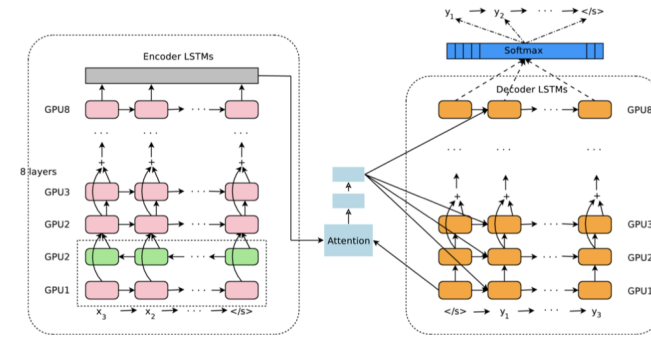 y1 y2 ... </s>
Softmax
Encoder LSTMs
Decoder LSTMs
GPU8
GPU8
...
...
8 layers
+ + +
+ + +
GPU3
GPU2
GPU3
GPU2
GPU2
Attention
GPU1
GPU1
x3 x2 ... </s>
</s> y1 ... y3